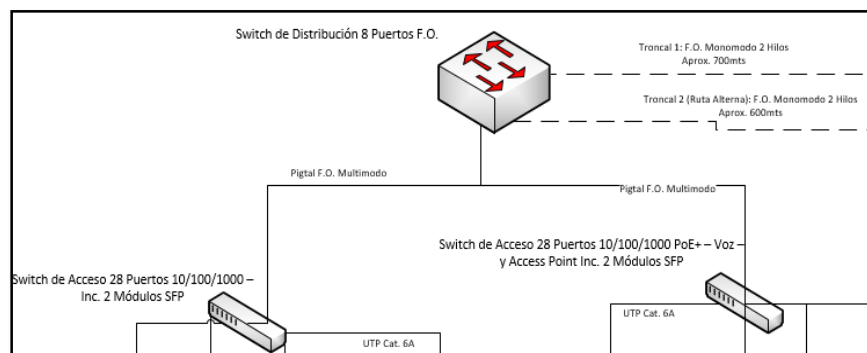 Switch de Distribución 8 Puertos F.O.
Troncal 1: F.O. Monomodo 2 Hilos
Aprox. 700mts
Troncal 2 (Ruta Alterna): F.O. Monomodo 2 Hilos
Aprox. 600mts
Pigtal F.O. Multimodo
Pigtal F.O. Multimodo
Switch de Acceso 28 Puertos 10/100/1000 –
Inc. 2 Módulos SFP
Switch de Acceso 28 Puertos 10/100/1000 PoE+ – Voz –
y Access Point Inc. 2 Módulos SFP
UTP Cat. 6A
UTP Cat. 6A